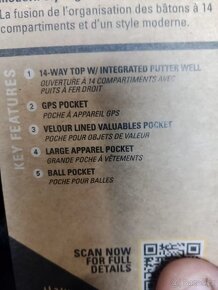 La fusion de l'organisation des bâtons à 14
compartiments et d'un style moderne.
KEY FEATURES
1 14-WAY TOP W/ INTEGRATED PUTTER WELL
OUVERTURE À 14 COMPARTIMENTS AVEC
PUITS À FER DROIT
2 GPS POCKET
POCHE À APPAREIL GPS
3 VELOUR LINED VALUABLES POCKET
POCHE POUR OBJETS DE VALEUR
4 LARGE APPAREL POCKET
GRANDE POCHE À VÊTEMENTS
5 BALL POCKET
POCHE POUR BALLES
SCAN NOW
FOR FULL
DETAILS